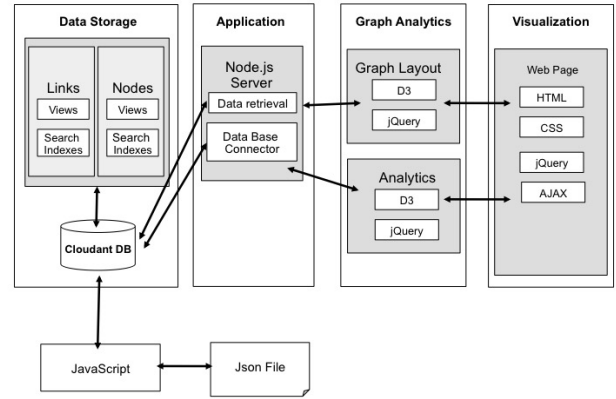 Data Storage
Links
Views
Search
Indexes
Nodes
Views
Search
Indexes
Cloudant DB
Application
Node.js
Server
Data retrieval
Data Base
Connector
Graph Analytics
Graph Layout
D3
jQuery
Analytics
D3
jQuery
Visualization
Web Page
HTML
CSS
jQuery
AJAX
JavaScript
Json File